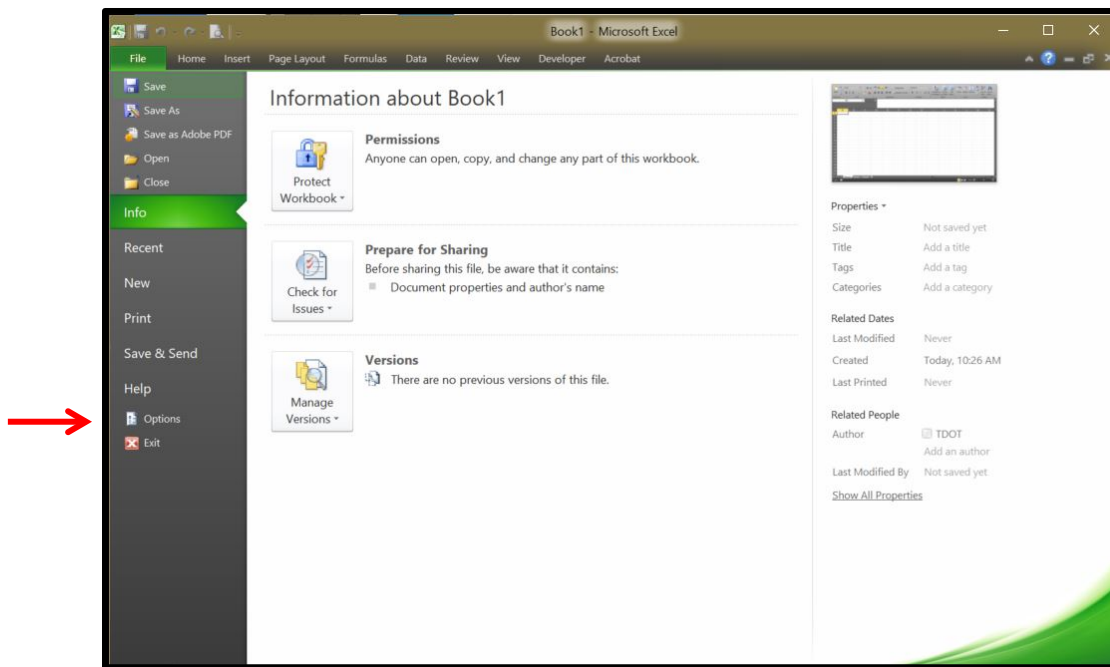 Book1 - Microsoft Excel
File Home Insert Page Layout Formulas Data Review View Developer Acrobat
Save
Save As
Save as Adobe PDF
Open
Close
Info
Recent
New
Print
Save & Send
Help
Options
Exit
Information about Book1
Protect
Workbook
Permissions
Anyone can open, copy, and change any part of this workbook.
Check for
Issues
Prepare for Sharing
Before sharing this file, be aware that it contains:
Document properties and author's name
Manage
Versions
Versions
There are no previous versions of this file.
Properties
Size Not saved yet
Title Add a title
Tags Add a tag
Categories Add a category
Related Dates
Last Modified Never
Created Today, 10:26 AM
Last Printed Never
Related People
Author TDOT
Add an author
Last Modified By Not saved yet
Show All Properties